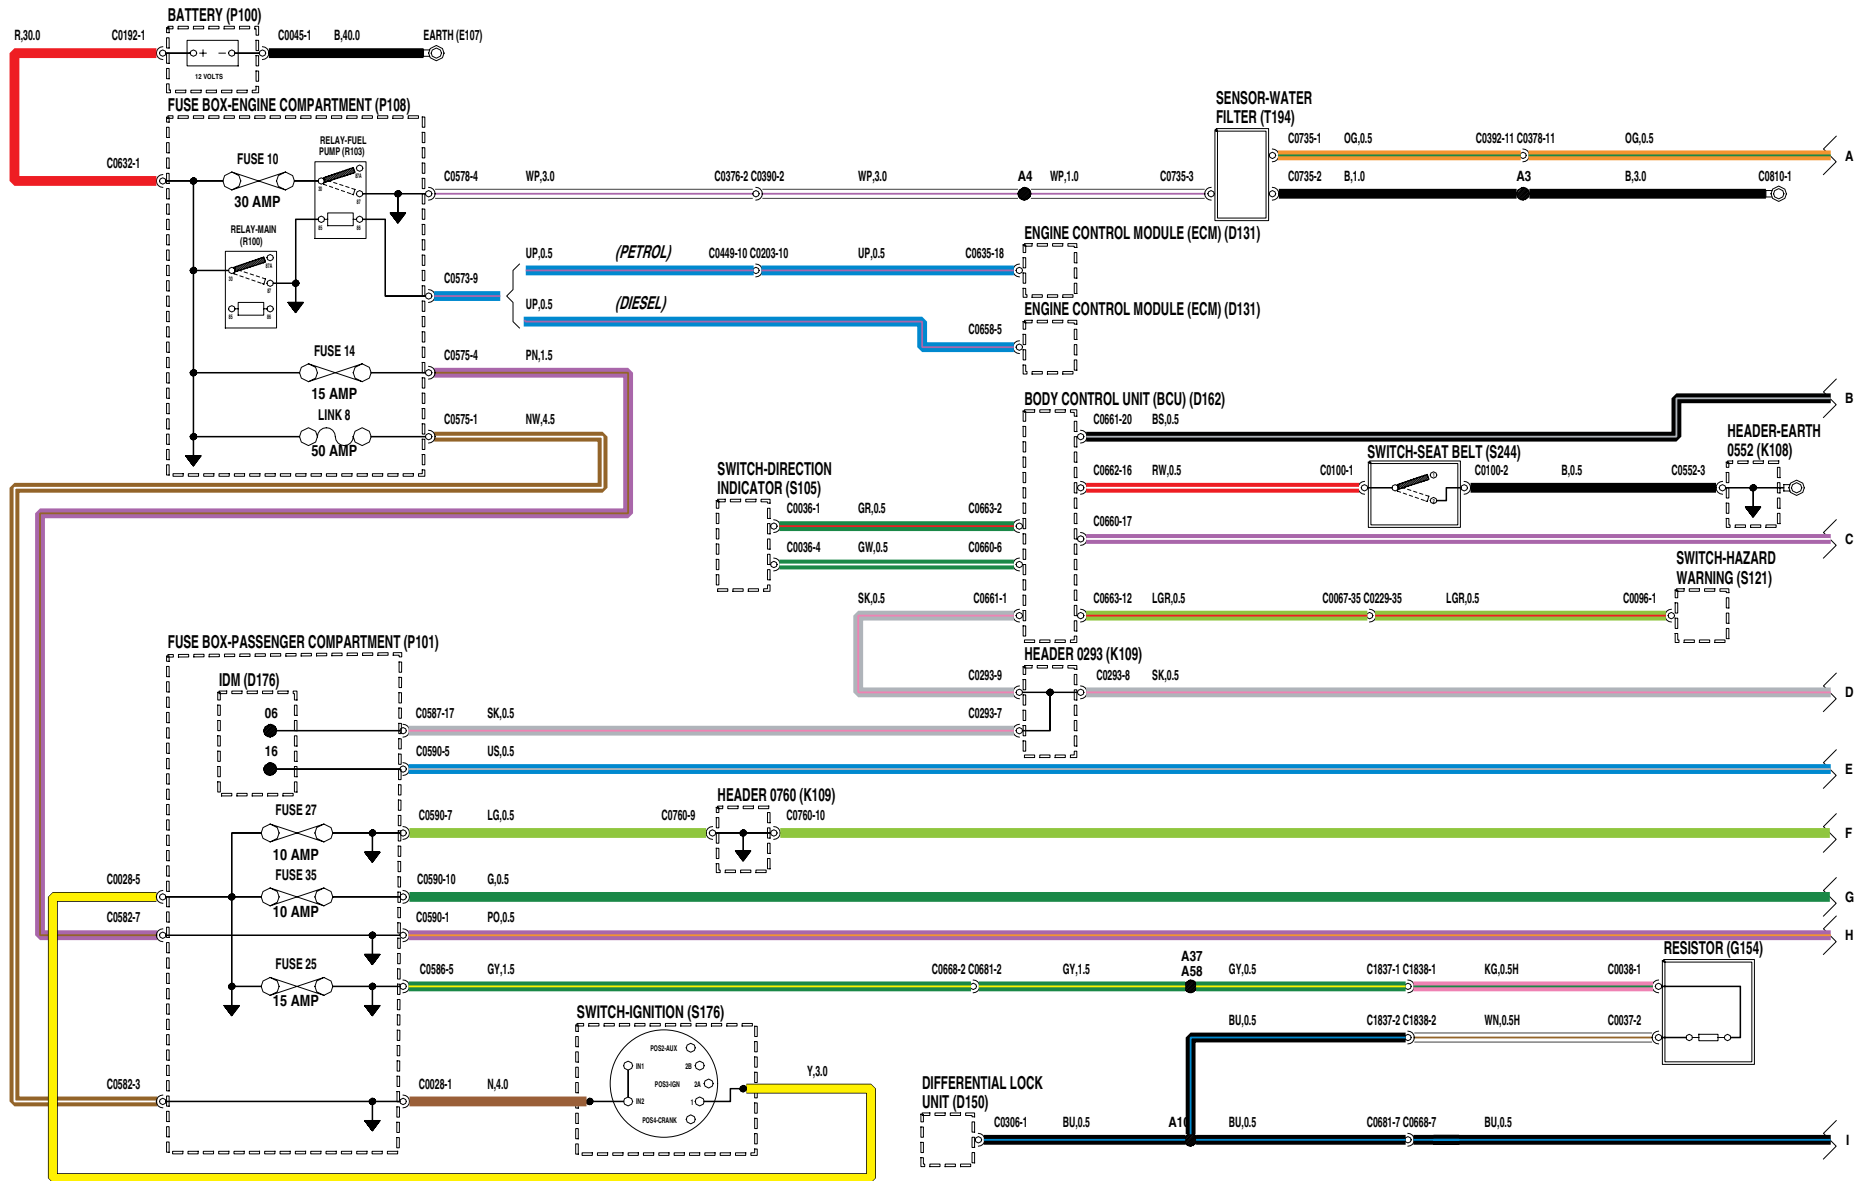 BATTERY (P100)
R,30.0
C0192-1
C0045-1
B,40.0
EARTH (E107)
+ −
12 VOLTS
FUSE BOX-ENGINE COMPARTMENT (P108)
C0632-1
FUSE 10
30 AMP
RELAY-FUEL
PUMP (R103)
87A
30
87
85
86
RELAY-MAIN
(R100)
87A
30
87
85
86
C0578-4
WP,3.0
C0376-2 C0390-2
WP,3.0
A4
WP,1.0
C0735-3
SENSOR-WATER
FILTER (T194)
C0735-1
OG,0.5
C0392-11 C0378-11
OG,0.5
A
C0735-2
B,1.0
A3
B,3.0
C0810-1
C0573-9
UP,0.5
(PETROL)
C0449-10 C0203-10
UP,0.5
C0635-18
ENGINE CONTROL MODULE (ECM) (D131)
UP,0.5
(DIESEL)
C0658-5
ENGINE CONTROL MODULE (ECM) (D131)
FUSE 14
15 AMP
C0575-4
PN,1.5
LINK 8
50 AMP
C0575-1
NW,4.5
BODY CONTROL UNIT (BCU) (D162)
C0661-20
BS,0.5
B
C0662-16
RW,0.5
C0100-1
SWITCH-SEAT BELT (S244)
C0100-2
B,0.5
C0552-3
HEADER-EARTH
0552 (K108)
SWITCH-DIRECTION
INDICATOR (S105)
C0036-1
GR,0.5
C0663-2
C0036-4
GW,0.5
C0660-6
C0660-17
C
SWITCH-HAZARD
WARNING (S121)
SK,0.5
C0661-1
C0663-12
LGR,0.5
C0067-35 C0229-35
LGR,0.5
C0096-1
FUSE BOX-PASSENGER COMPARTMENT (P101)
HEADER 0293 (K109)
C0293-9
C0293-8
SK,0.5
D
IDM (D176)
06
C0587-17
SK,0.5
C0293-7
16
C0590-5
US,0.5
E
FUSE 27
10 AMP
C0590-7
LG,0.5
C0760-9
HEADER 0760 (K109)
C0760-10
F
C0028-5
FUSE 35
10 AMP
C0590-10
G,0.5
G
C0582-7
C0590-1
PO,0.5
H
FUSE 25
15 AMP
C0586-5
GY,1.5
C0668-2 C0681-2
GY,1.5
A37
A58
GY,0.5
C1837-1 C1838-1
KG,0.5H
C0038-1
RESISTOR (G154)
BU,0.5
C1837-2 C1838-2
WN,0.5H
C0037-2
SWITCH-IGNITION (S176)
POS2-AUX
IN1
2B
POS3-IGN
2A
IN2
1
POS4-CRANK
C0582-3
C0028-1
N,4.0
Y,3.0
DIFFERENTIAL LOCK
UNIT (D150)
C0306-1
BU,0.5
BU,0.5
C0681-7 C0668-7
BU,0.5
I